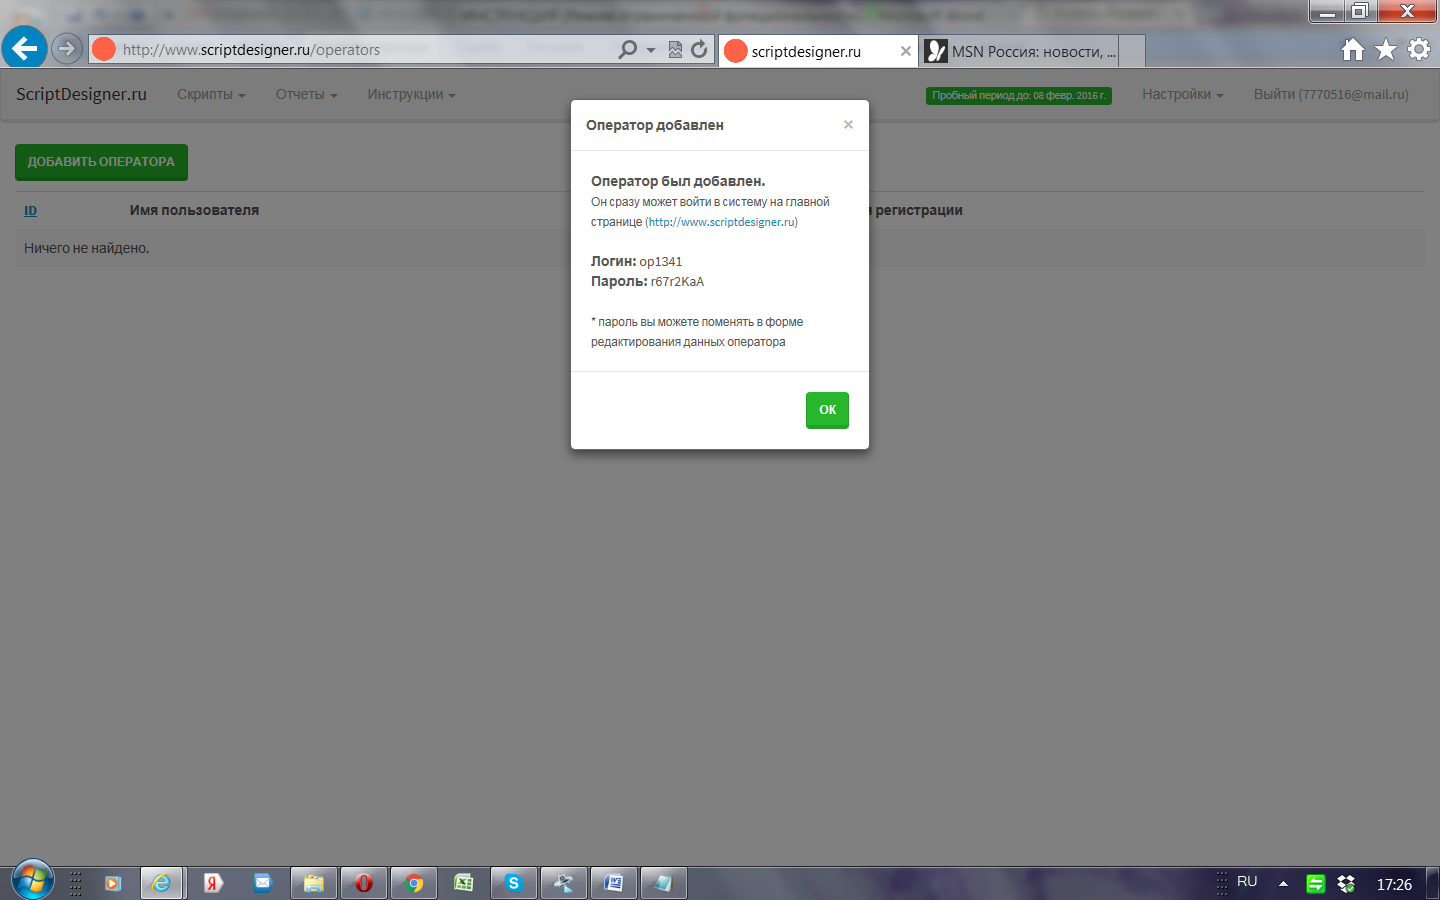 http://www.scriptdesigner.ru/operators
scriptdesigner.ru
MSN Россия: новости, ...
ScriptDesigner.ru
Скрипты
Отчеты
Инструкции
Пробный период до: 08 февр. 2016 г.
Настройки
Выйти (7770516@mail.ru)
ДОБАВИТЬ ОПЕРАТОРА
ID
Имя пользователя
регистрации
Ничего не найдено.
Оператор добавлен
×
Оператор был добавлен.
Он сразу может войти в систему на главной
странице (http://www.scriptdesigner.ru)
Логин: op1341
Пароль: r67r2KaA
* пароль вы можете поменять в форме
редактирования данных оператора
ОК
RU
17:26